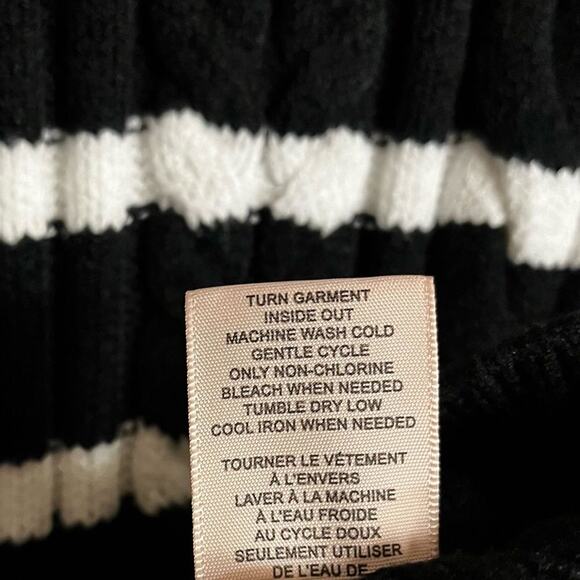 TURN GARMENT
INSIDE OUT
MACHINE WASH COLD
GENTLE CYCLE
ONLY NON-CHLORINE
BLEACH WHEN NEEDED
TUMBLE DRY LOW
COOL IRON WHEN NEEDED
TOURNER LE VÉTEMENT
À L'ENVERS
LAVER À LA MACHINE
À L'EAU FROIDE
AU CYCLE DOUX
SEULEMENT UTILISER
DE L'EAU DE